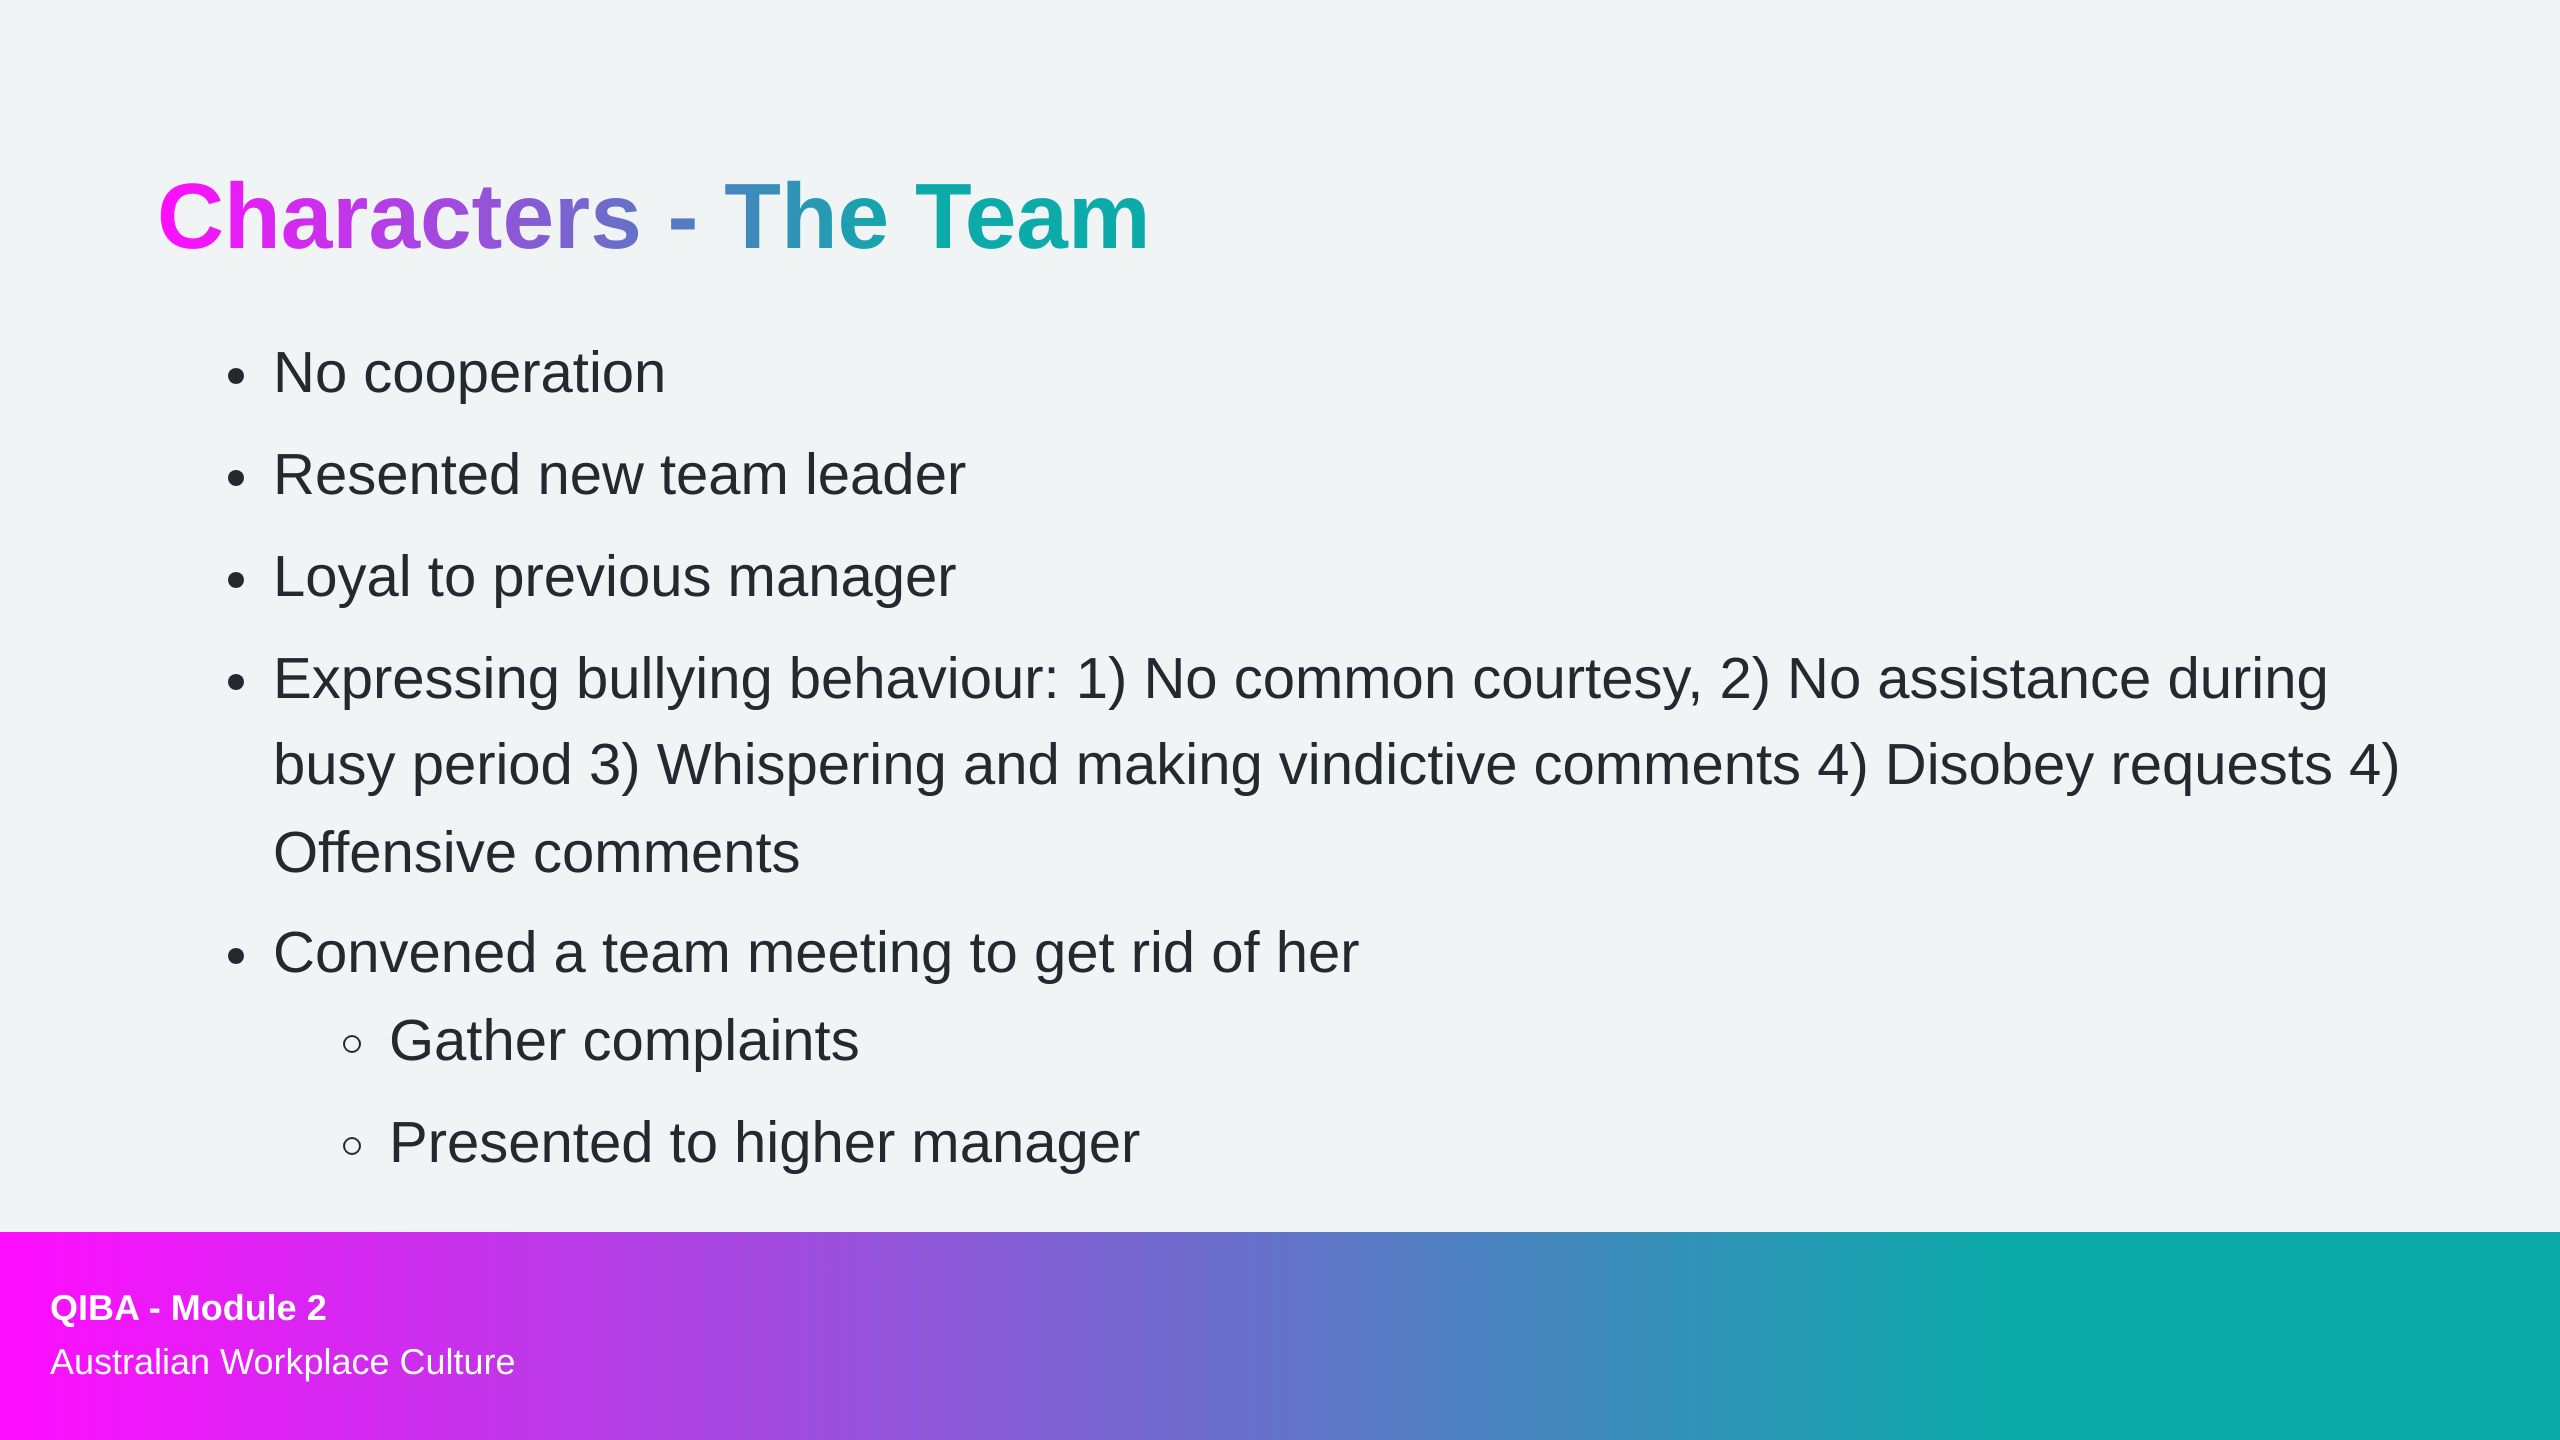 Characters - The Team
• No cooperation
• Resented new team leader
• Loyal to previous manager
• Expressing bullying behaviour: 1) No common courtesy, 2) No assistance during
busy period 3) Whispering and making vindictive comments 4) Disobey requests 4)
Offensive comments
• Convened a team meeting to get rid of her
◦ Gather complaints
◦ Presented to higher manager
QIBA - Module 2
Australian Workplace Culture